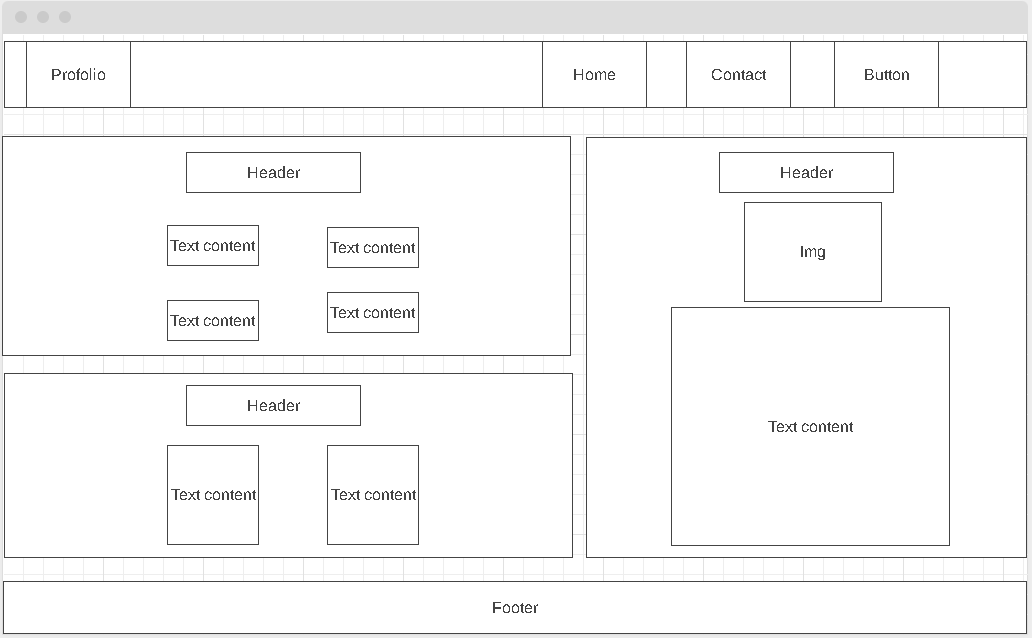 Profolio
Home
Contact
Button
Header
Text content
Text content
Text content
Text content
Header
Text content
Text content
Header
Img
Text content
Footer